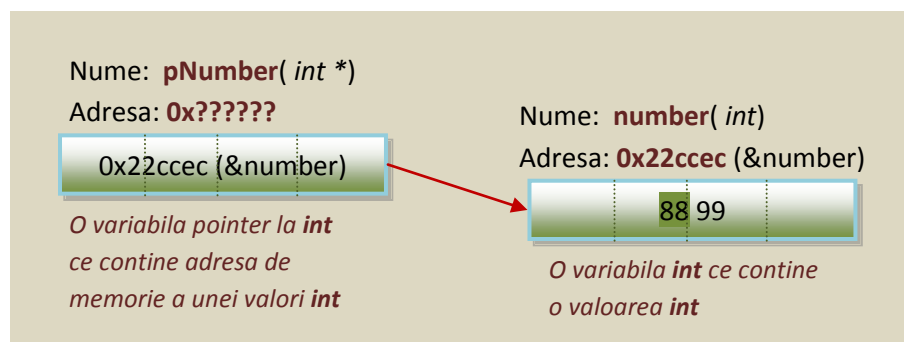 Nume: pNumber( int *)
Adresa: 0x??????
0x22ccec (&number)
O variabila pointer la int
ce contine adresa de
memorie a unei valori int
Nume: number( int)
Adresa: 0x22ccec (&number)
88 99
O variabila int ce contine
o valoarea int